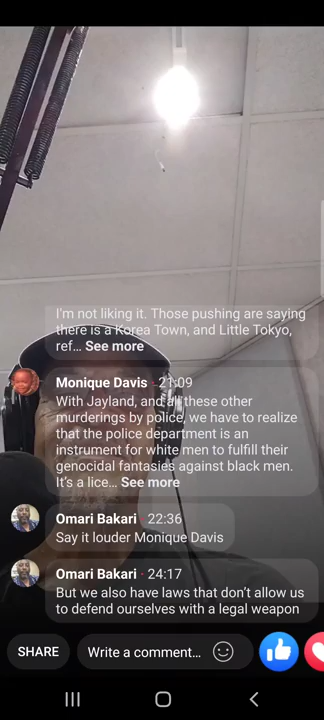 I'm not liking it. Those pushing are saying
there is a Korea Town, and Little Tokyo,
ref... See more
Monique Davis · 21:09
With Jayland, and all these other
murderings by police, we have to realize
that the police department is an
instrument for white men to fulfill their
genocidal fantasies against black men.
It's a lice... See more
Omari Bakari · 22:36
Say it louder Monique Davis
Omari Bakari · 24:17
But we also have laws that don't allow us
to defend ourselves with a legal weapon
SHARE Write a comment...